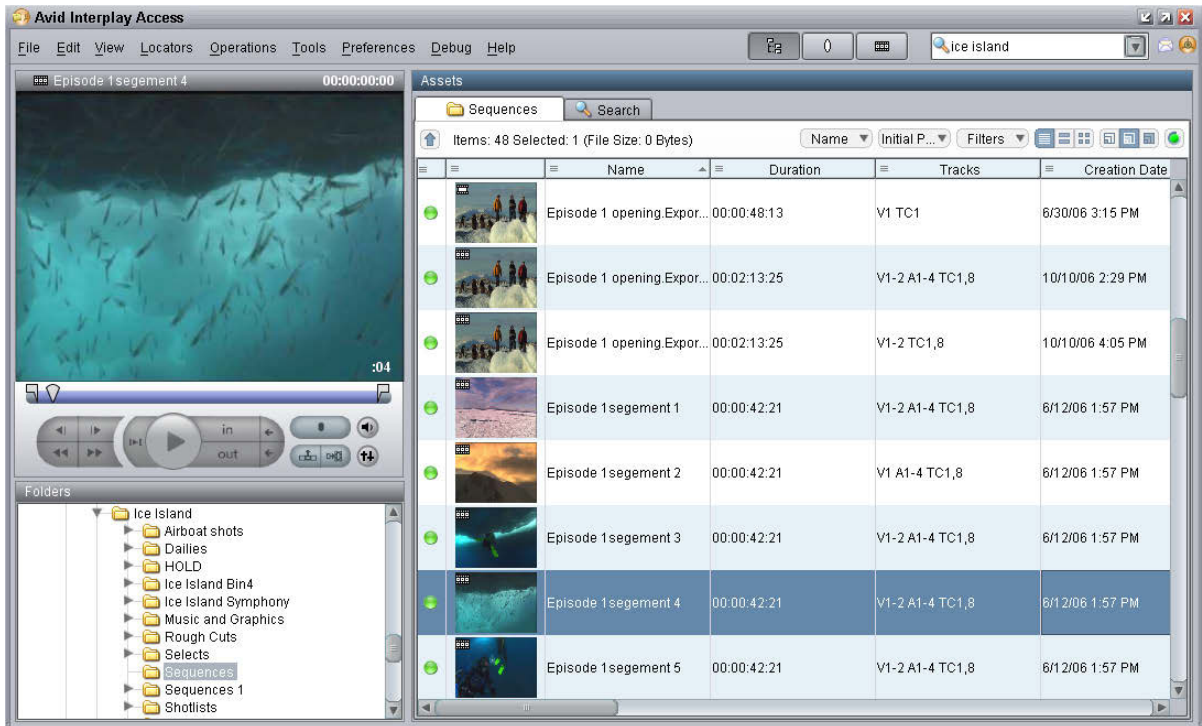 Avid Interplay Access
File Edit View Locators Operations Tools Preferences Debug Help
ice island
Episode 1segement 4 00:00:00:00
:04
in
out
Folders
Ice Island
Airboat shots
Dailies
HOLD
Ice Island Bin4
Ice Island Symphony
Music and Graphics
Rough Cuts
Selects
Sequences
Sequences 1
Shotlists
Assets
Sequences Search
Items: 48 Selected: 1 (File Size: 0 Bytes) Name Initial P... Filters
Name Duration Tracks Creation Date
Episode 1 opening.Expor... 00:00:48:13 V1 TC1 6/30/06 3:15 PM
Episode 1 opening.Expor... 00:02:13:25 V1-2 A1-4 TC1,8 10/10/06 2:29 PM
Episode 1 opening.Expor... 00:02:13:25 V1-2 TC1,8 10/10/06 4:05 PM
Episode 1segement 1 00:00:42:21 V1-2 A1-4 TC1,8 6/12/06 1:57 PM
Episode 1segement 2 00:00:42:21 V1 A1-4 TC1,8 6/12/06 1:57 PM
Episode 1segement 3 00:00:42:21 V1-2 A1-4 TC1,8 6/12/06 1:57 PM
Episode 1segement 4 00:00:42:21 V1-2 A1-4 TC1,8 6/12/06 1:57 PM
Episode 1segement 5 00:00:42:21 V1-2 A1-4 TC1,8 6/12/06 1:57 PM